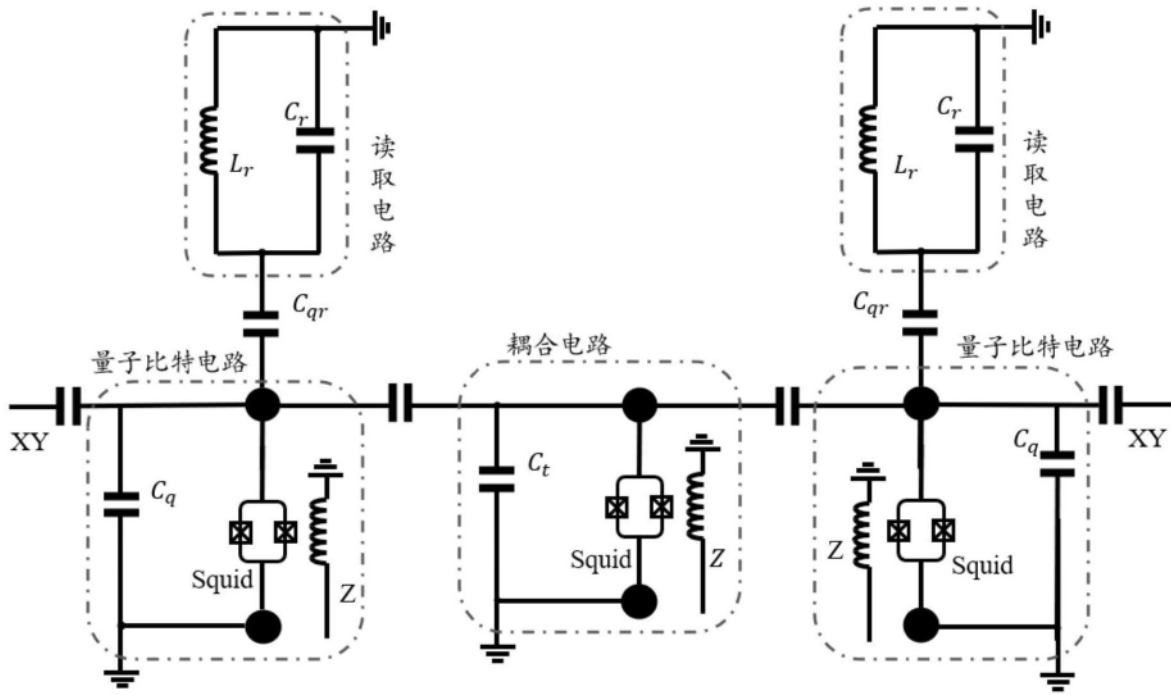 C_r
L_r
读取电路
C_qr
量子比特电路
XY
C_q
Squid
Z
耦合电路
C_t
Squid
Z
C_r
L_r
读取电路
C_qr
量子比特电路
XY
C_q
Z
Squid